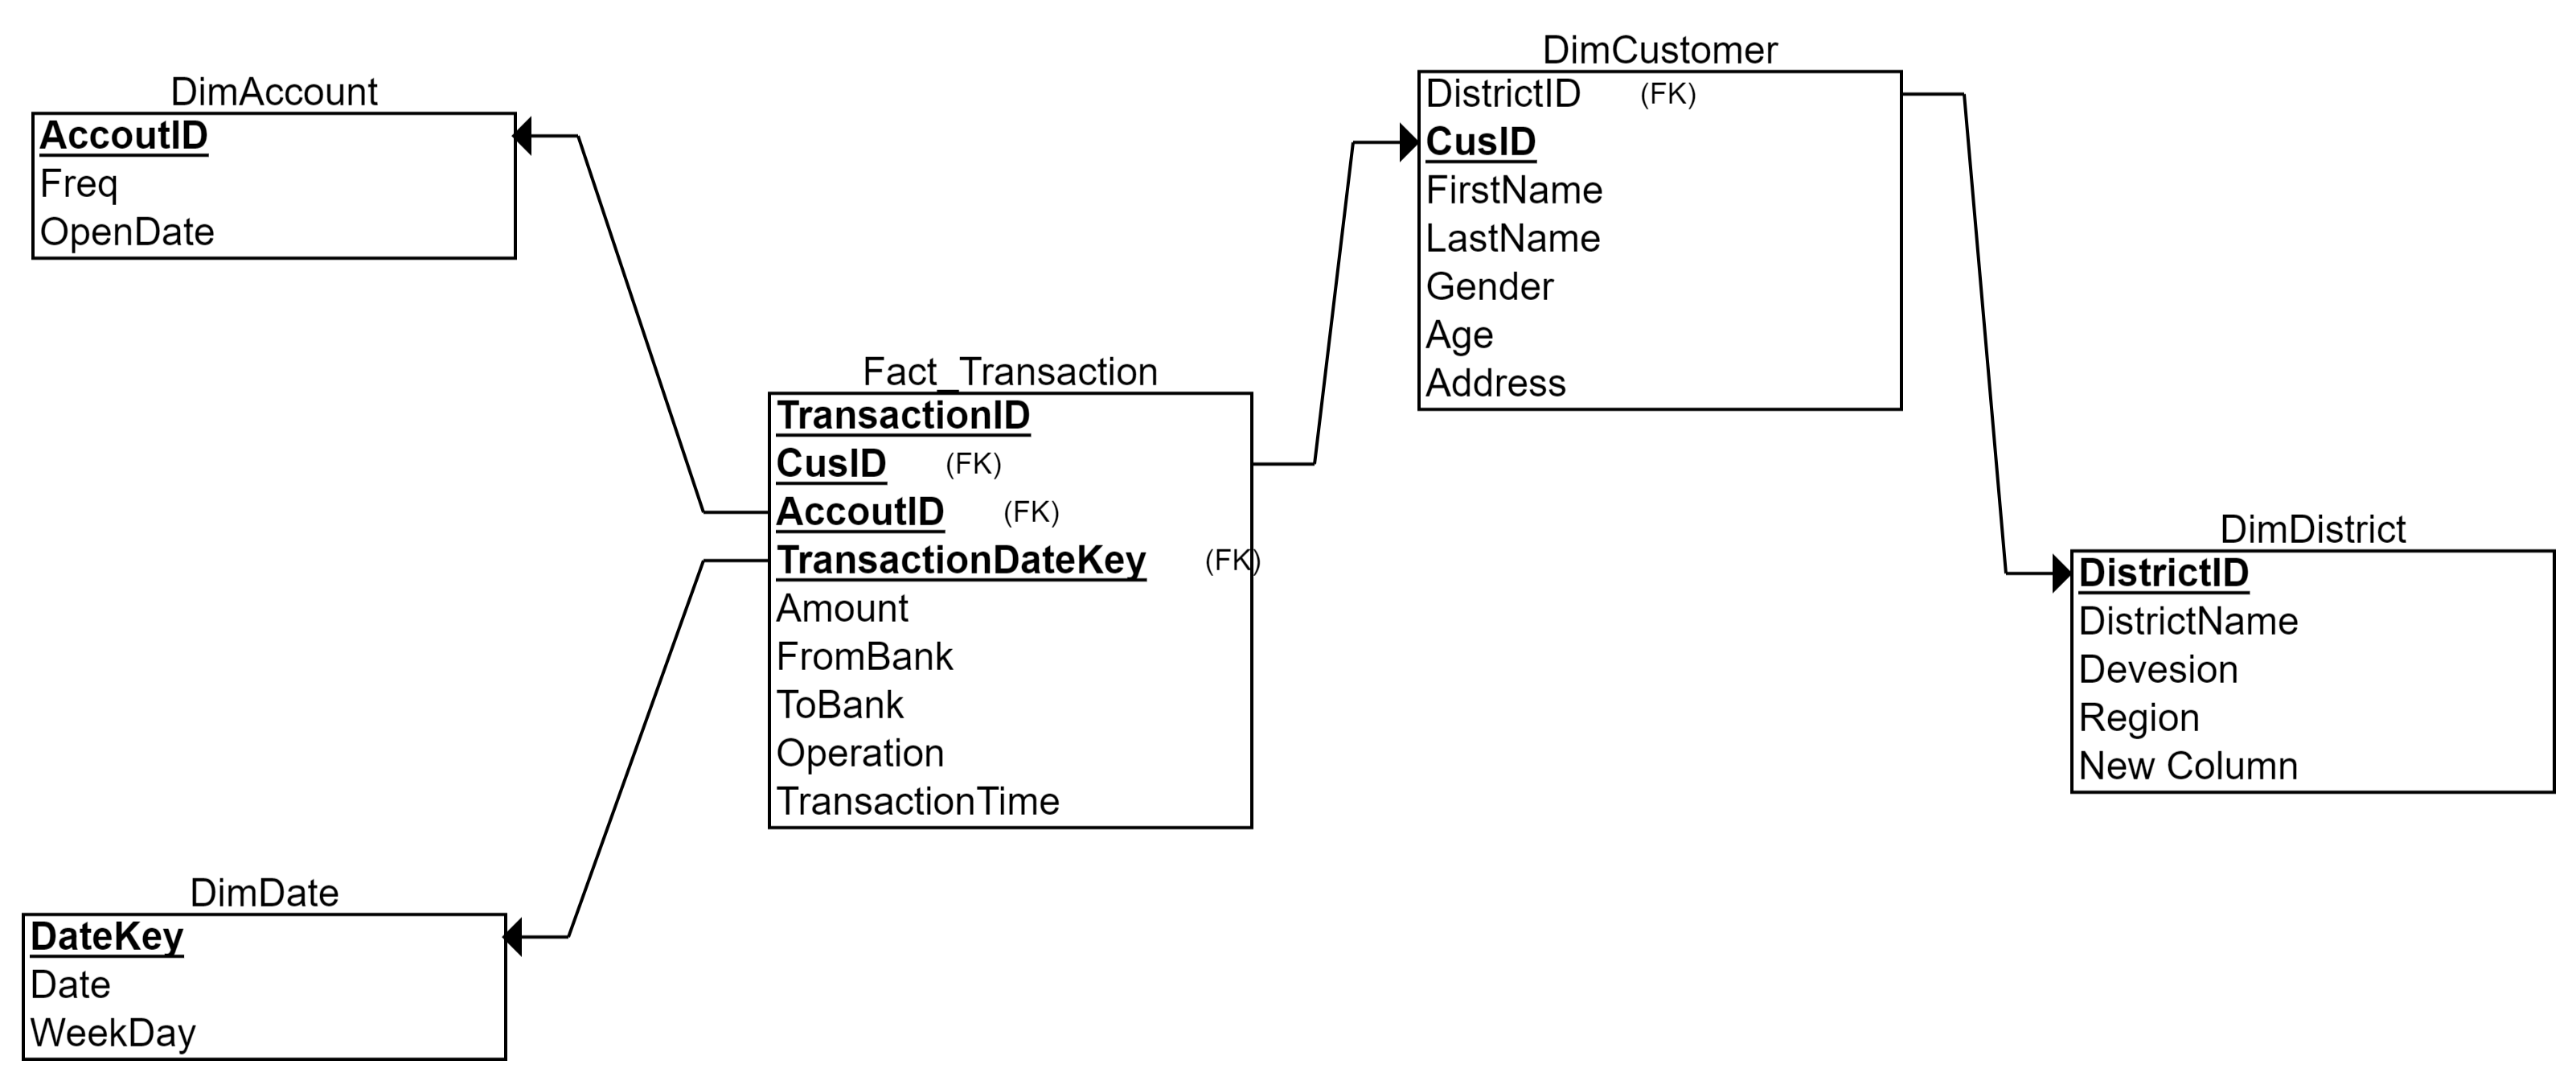 DimAccount
AccoutID
Freq
OpenDate
DimCustomer
DistrictID (FK)
CusID
FirstName
LastName
Gender
Age
Address
Fact_Transaction
TransactionID
CusID (FK)
AccoutID (FK)
TransactionDateKey (FK)
Amount
FromBank
ToBank
Operation
TransactionTime
DimDistrict
DistrictID
DistrictName
Devesion
Region
New Column
DimDate
DateKey
Date
WeekDay